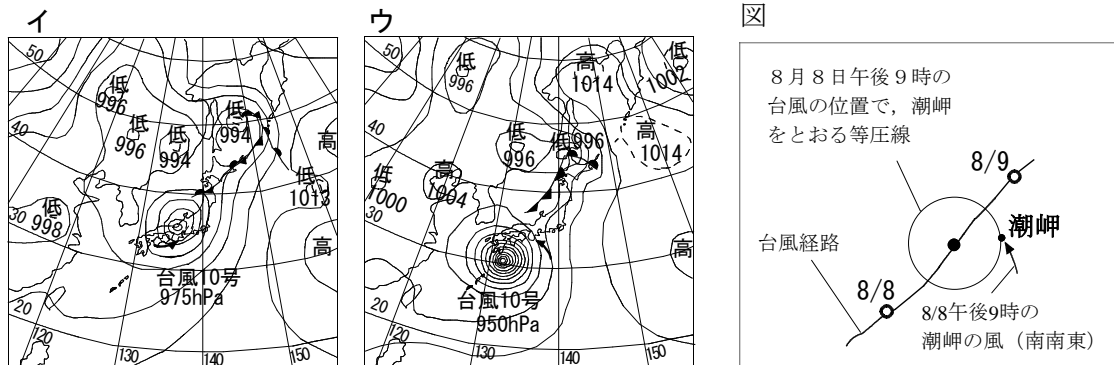 イ
50
低
996
低
994
低
996
低
994
高
40
低
1013
30
低
998
高
台風10号
975hPa
20
120
130
140
150
ウ
50
低
996
高
1014
低
1002
40
低
996
低996
高
1014
低
1000
高
1004
30
高
台風10号
950hPa
20
120
130
140
150
図
8月8日午後9時の
台風の位置で,潮岬
をとおる等圧線
8/9
潮岬
台風経路
8/8
8/8午後9時の
潮岬の風(南南東)